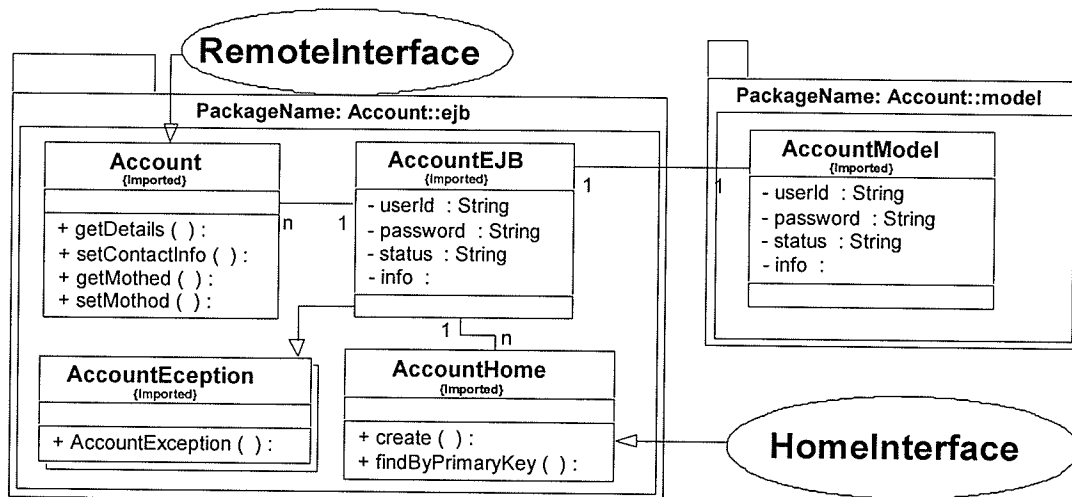 RemoteInterface
PackageName: Account::ejb
Account
{Imported}
+ getDetails ( ) :
+ setContactInfo ( ) :
+ getMothed ( ) :
+ setMothod ( ) :
n
1
AccountEJB
{Imported}
- userId : String
- password : String
- status : String
- info :
1
1
PackageName: Account::model
AccountModel
{Imported}
- userId : String
- password : String
- status : String
- info :
1
n
AccountEception
{Imported}
+ AccountException ( ) :
AccountHome
{Imported}
+ create ( ) :
+ findByPrimaryKey ( ) :
HomeInterface